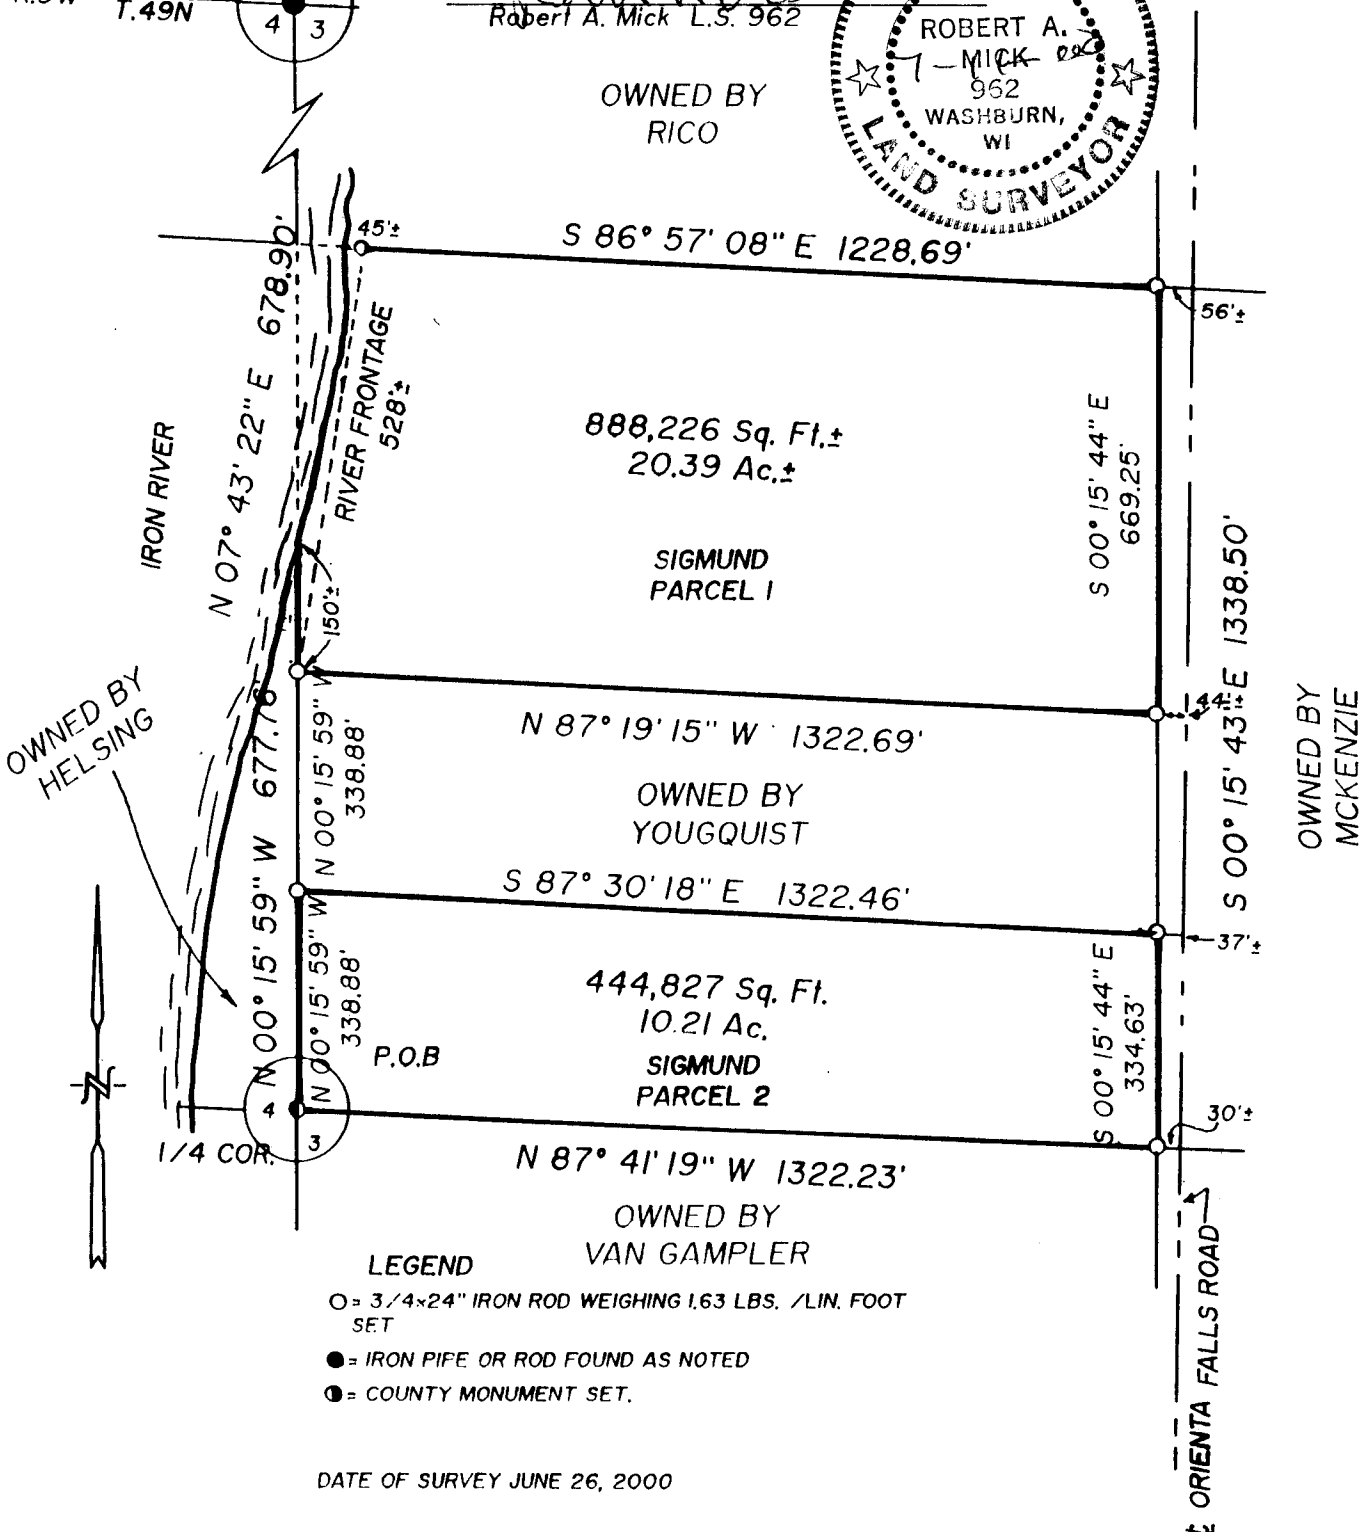 T.49N
4 3
Robert A. Mick L.S. 962
ROBERT A.
MICK
962
WASHBURN,
WI
LAND SURVEYOR
OWNED BY
RICO
45'±
S 86° 57' 08" E 1228.69'
56'±
N 07° 43' 22" E 678.90'
RIVER FRONTAGE
528'±
IRON RIVER
888,226 Sq. Ft.±
20.39 Ac.±
SIGMUND
PARCEL 1
S 00° 15' 44" E
669.25'
150'±
44'±
N 87° 19' 15" W 1322.69'
S 00° 15' 43" E 1338.50'
OWNED BY
MCKENZIE
OWNED BY
HELSING
N 00° 15' 59" W 677.76'
N 00° 15' 59" W
338.88'
OWNED BY
YOUGQUIST
S 87° 30' 18" E 1322.46'
37'±
N 00° 15' 59" W
338.88'
444,827 Sq. Ft.
10.21 Ac.
SIGMUND
PARCEL 2
S 00° 15' 44" E
334.63'
P.O.B
N
4
3
1/4 COR.
30'±
N 87° 41' 19" W 1322.23'
OWNED BY
VAN GAMPLER
ORIENTA FALLS ROAD
LEGEND
O = 3/4x24" IRON ROD WEIGHING 1.63 LBS. /LIN. FOOT
SET
= IRON PIPE OR ROD FOUND AS NOTED
= COUNTY MONUMENT SET.
DATE OF SURVEY JUNE 26, 2000